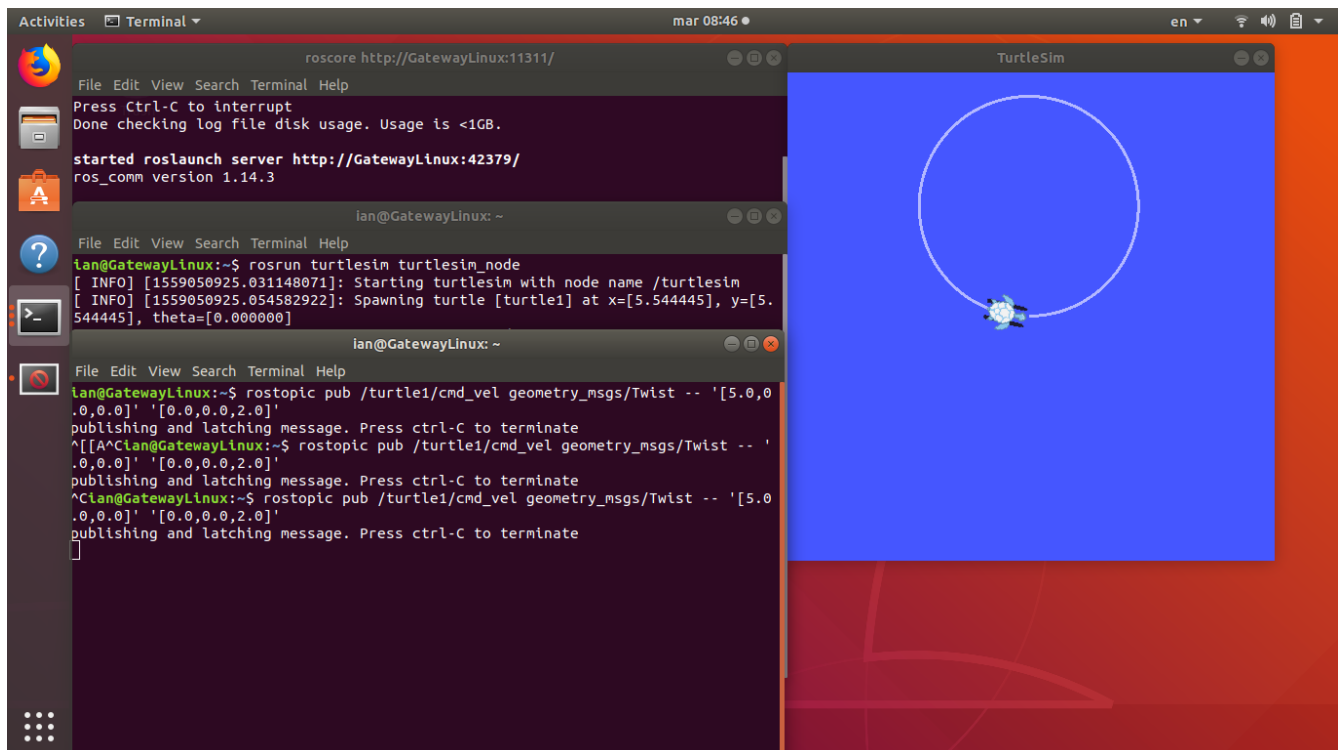 Activities Terminal mar 08:46 en
roscore http://GatewayLinux:11311/
File Edit View Search Terminal Help
Press Ctrl-C to interrupt
Done checking log file disk usage. Usage is <1GB.
started roslaunch server http://GatewayLinux:42379/
ros_comm version 1.14.3
ian@GatewayLinux: ~
File Edit View Search Terminal Help
ian@GatewayLinux:~$ rosrun turtlesim turtlesim_node
[ INFO] [1559050925.031148071]: Starting turtlesim with node name /turtlesim
[ INFO] [1559050925.054582922]: Spawning turtle [turtle1] at x=[5.544445], y=[5.
544445], theta=[0.000000]
ian@GatewayLinux: ~
File Edit View Search Terminal Help
ian@GatewayLinux:~$ rostopic pub /turtle1/cmd_vel geometry_msgs/Twist -- '[5.0,0
.0,0.0]' '[0.0,0.0,2.0]'
publishing and latching message. Press ctrl-C to terminate
^[[A^Cian@GatewayLinux:~$ rostopic pub /turtle1/cmd_vel geometry_msgs/Twist -- '
.0,0.0]' '[0.0,0.0,2.0]'
publishing and latching message. Press ctrl-C to terminate
^Cian@GatewayLinux:~$ rostopic pub /turtle1/cmd_vel geometry_msgs/Twist -- '[5.0
.0,0.0]' '[0.0,0.0,2.0]'
publishing and latching message. Press ctrl-C to terminate
TurtleSim